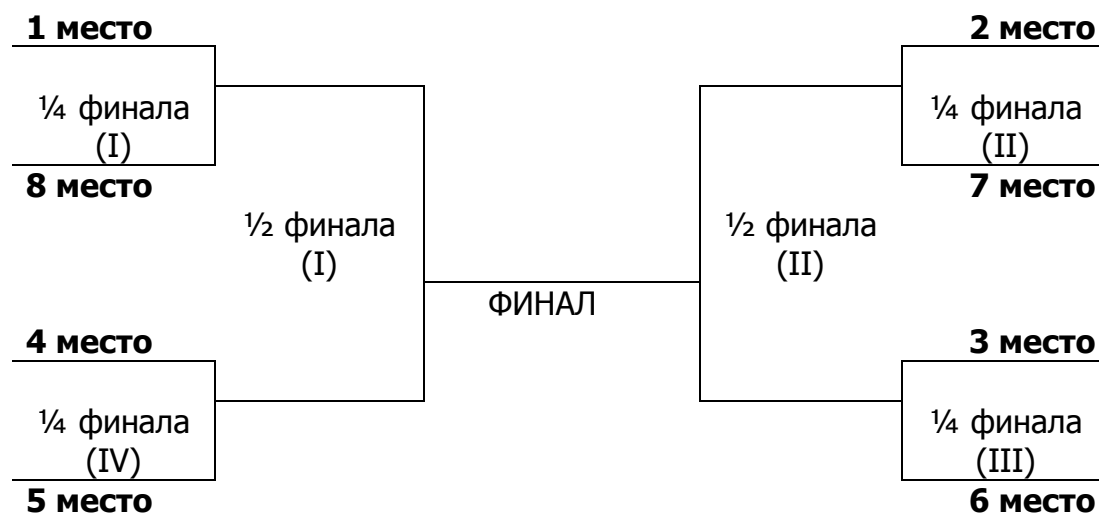 1 место
2 место
¼ финала
(I)
¼ финала
(II)
8 место
7 место
½ финала
(I)
½ финала
(II)
ФИНАЛ
4 место
3 место
¼ финала
(IV)
¼ финала
(III)
5 место
6 место